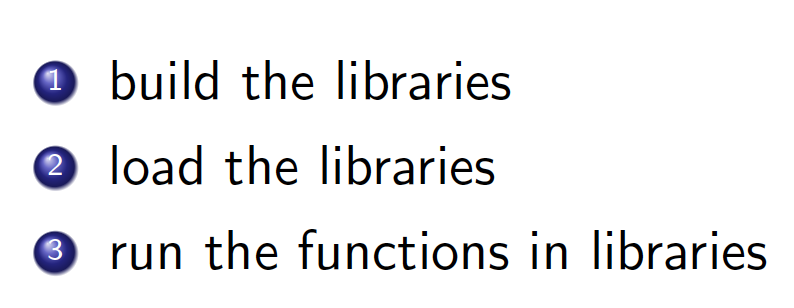 1 build the libraries
2 load the libraries
3 run the functions in libraries